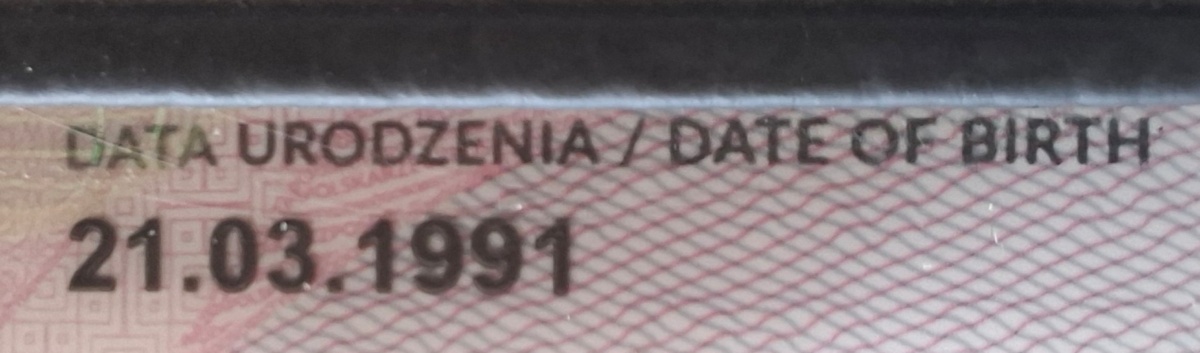 DATA URODZENIA / DATE OF BIRTH
21.03.1991